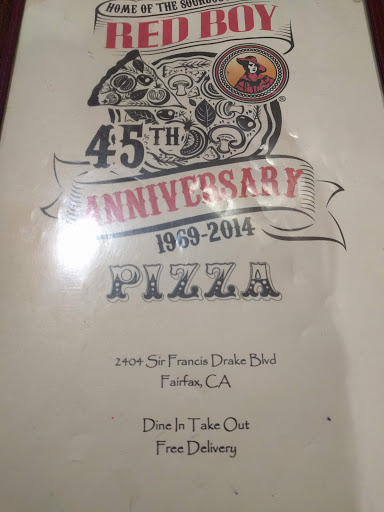 HOME OF THE
RED BOY
®
45TH
ANNIVERSARY
1969-2014
PIZZA
2404 Sir Francis Drake Blvd
Fairfax, CA
Dine In Take Out
Free Delivery